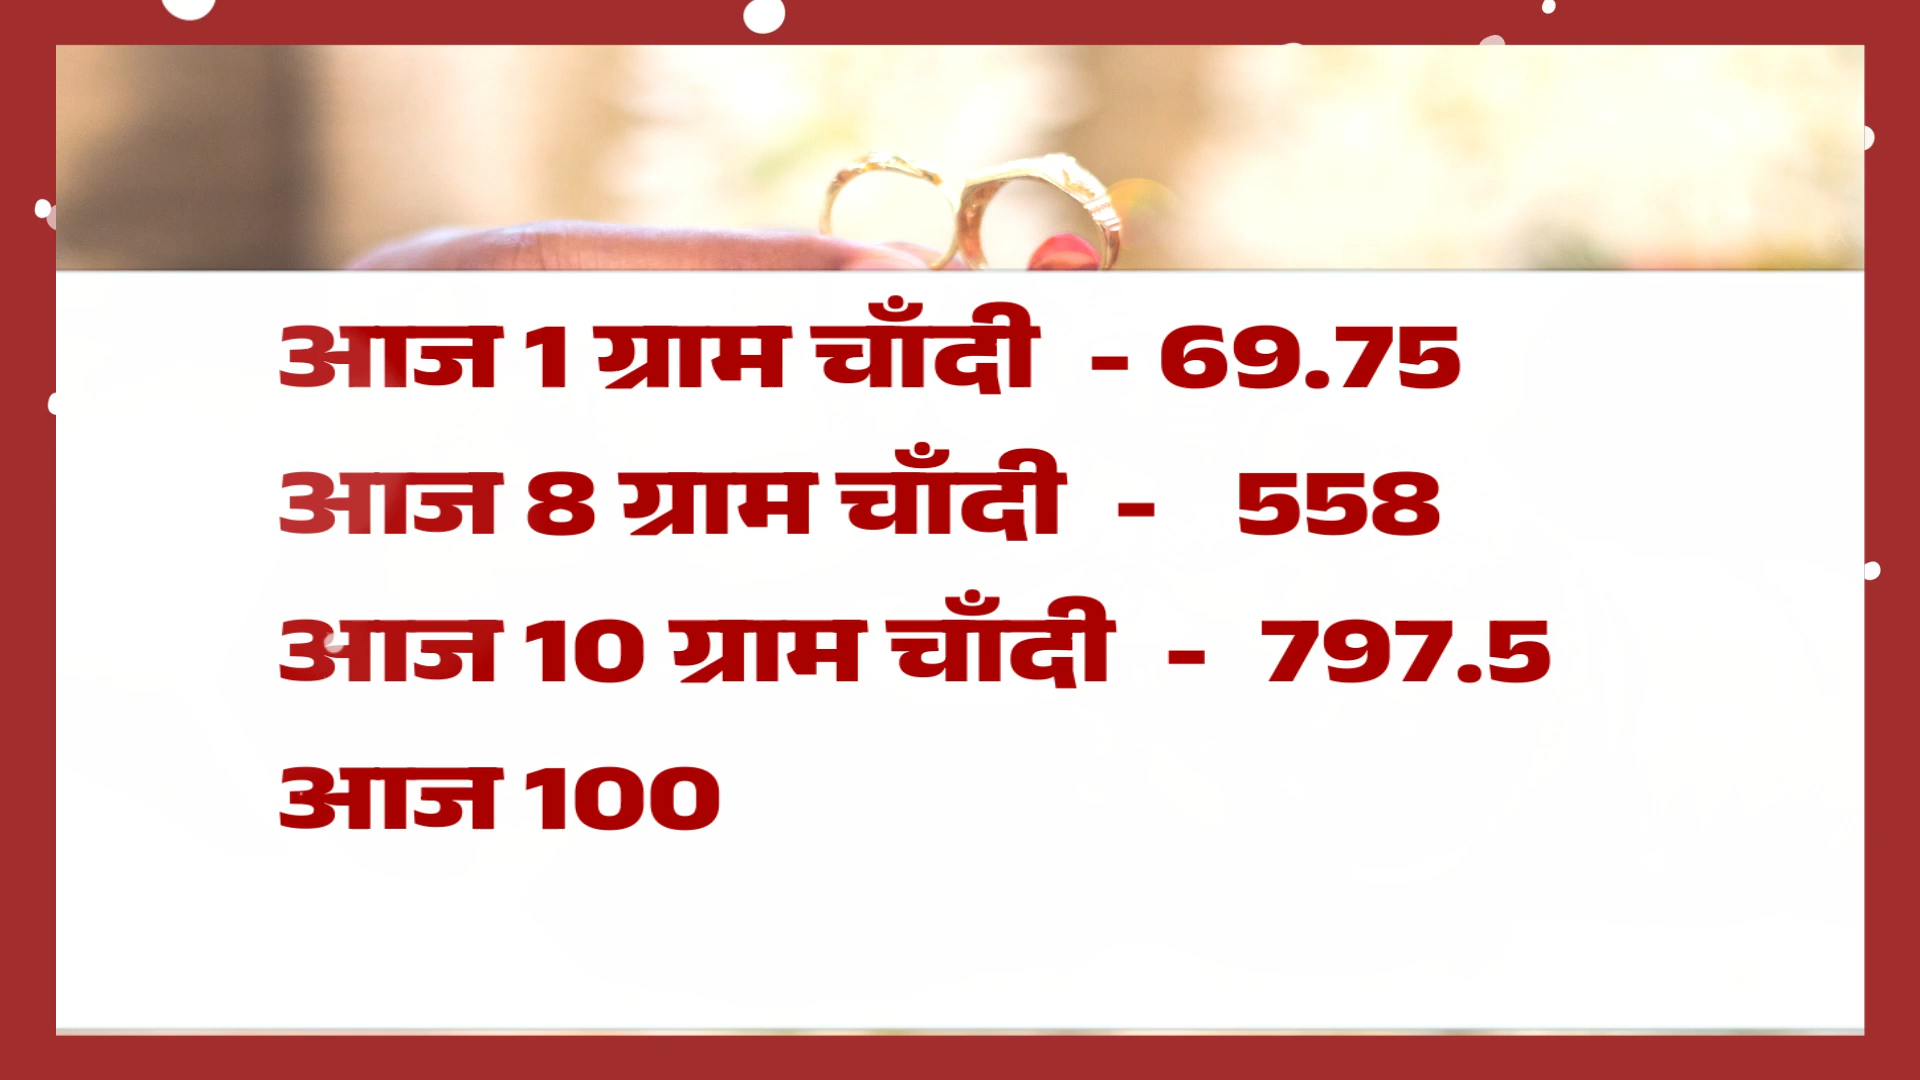 आज 1 ग्राम चाँदी - 69.75
आज 8 ग्राम चाँदी - 558
आज 10 ग्राम चाँदी - 797.5
आज 100